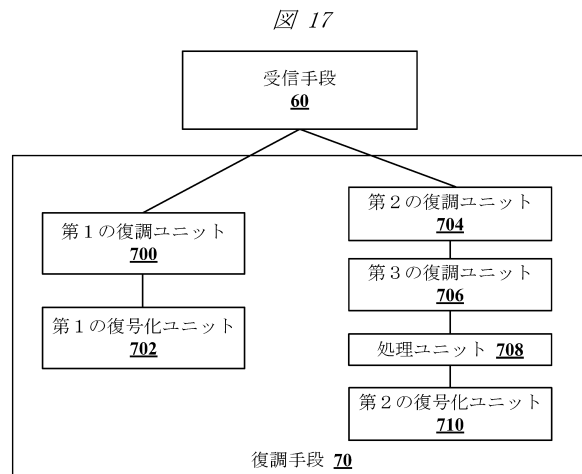 図 17
受信手段
60
第１の復調ユニット
700
第１の復号化ユニット
702
第２の復調ユニット
704
第３の復調ユニット
706
処理ユニット 708
第２の復号化ユニット
710
復調手段 70